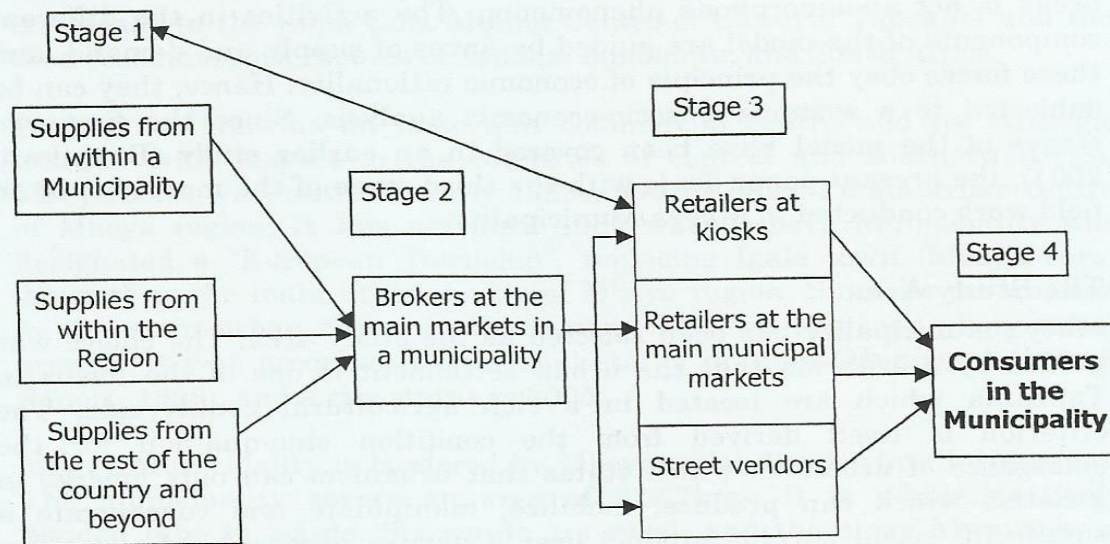 Stage 1
Supplies from
within a
Municipality
Supplies from
within the
Region
Supplies from
the rest of the
country and
beyond
Stage 2
Brokers at the
main markets in
a municipality
Stage 3
Retailers at
kiosks
Retailers at the
main municipal
markets
Street vendors
Stage 4
Consumers
in the
Municipality